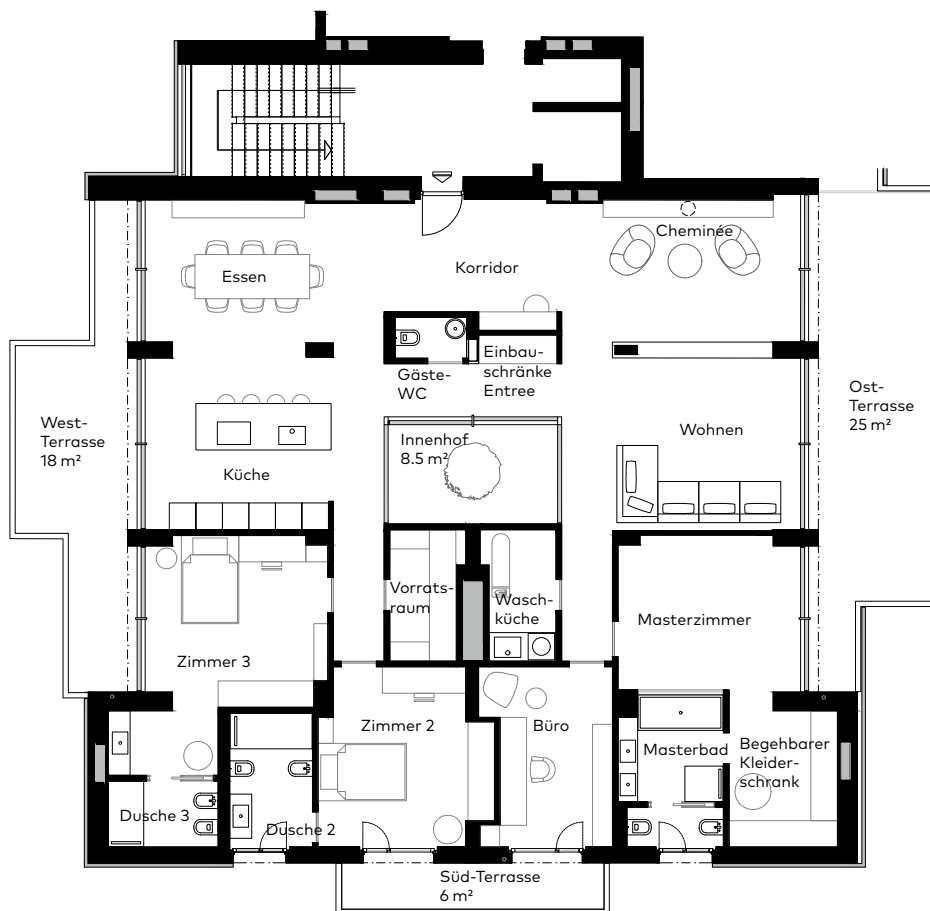 Cheminée
Korridor
Essen
Einbau-
schränke
Entree
Gäste-
WC
West-
Terrasse
18 m²
Ost-
Terrasse
25 m²
Innenhof
8.5 m²
Wohnen
Küche
Vorrats-
raum
Wasch-
küche
Masterzimmer
Zimmer 3
Zimmer 2
Büro
Masterbad
Begehbarer
Kleider-
schrank
Dusche 3
Dusche 2
Süd-Terrasse
6 m²